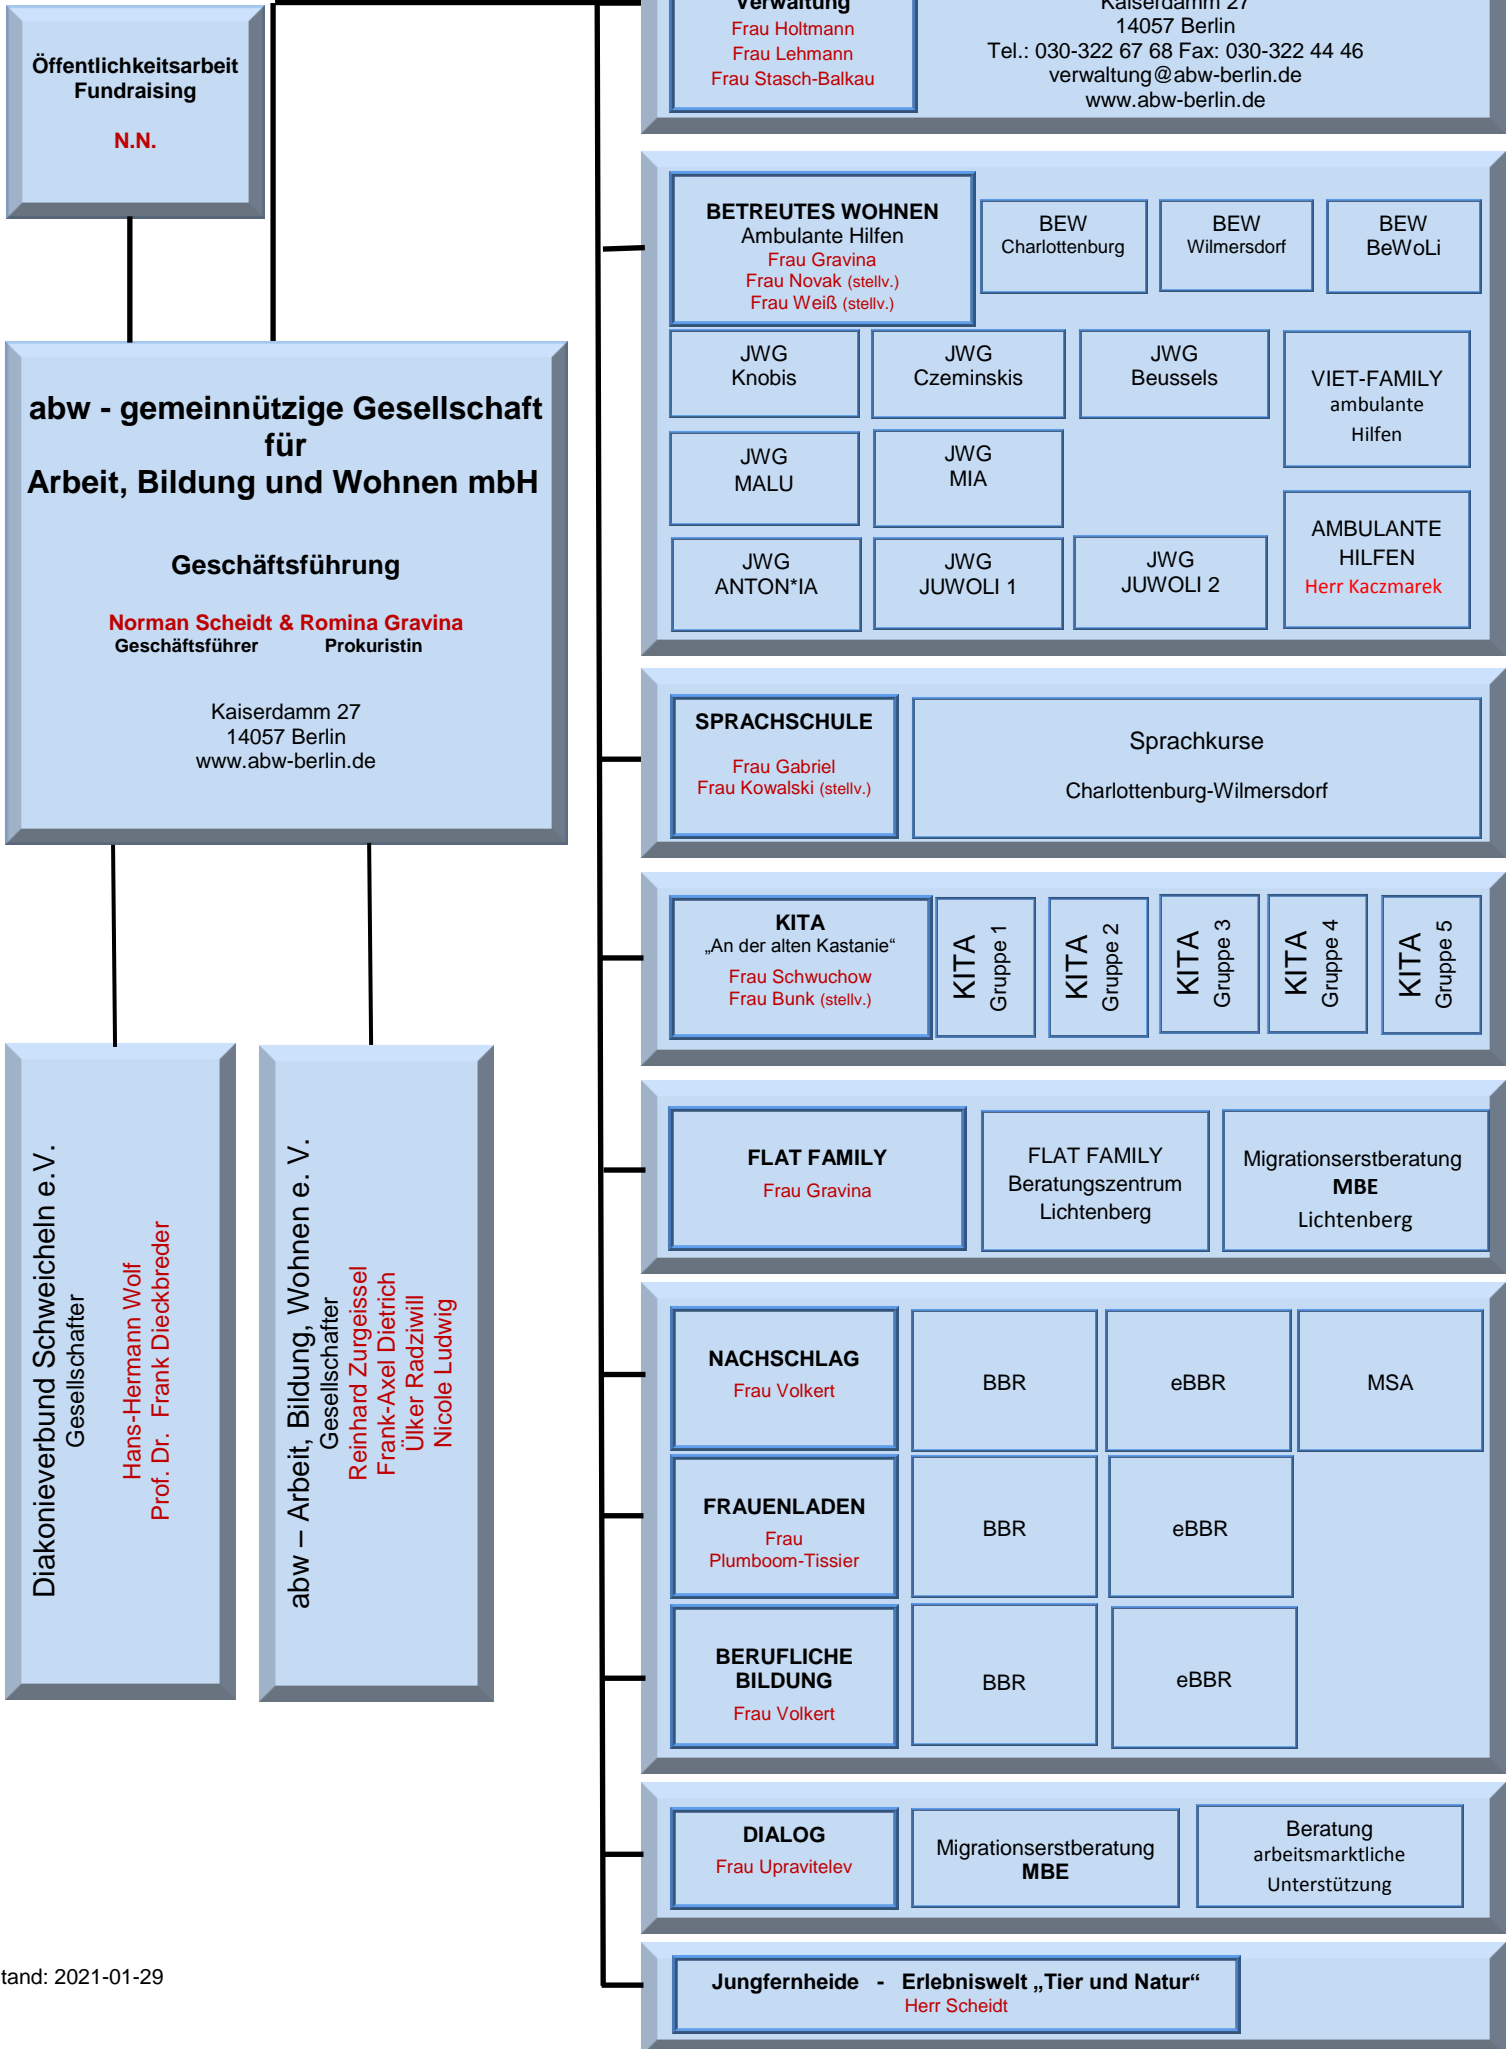 Öffentlichkeitsarbeit
Fundraising
N.N.
Verwaltung
Frau Holtmann
Frau Lehmann
Frau Stasch-Balkau
Kaiserdamm 27
14057 Berlin
Tel.: 030-322 67 68 Fax: 030-322 44 46
verwaltung@abw-berlin.de
www.abw-berlin.de
abw - gemeinnützige Gesellschaft
für
Arbeit, Bildung und Wohnen mbH
Geschäftsführung
Norman Scheidt & Romina Gravina
Geschäftsführer Prokuristin
Kaiserdamm 27
14057 Berlin
www.abw-berlin.de
Diakonieverbund Schweicheln e.V.
Gesellschafter
Hans-Hermann Wolf
Prof. Dr. Frank Dieckbreder
abw – Arbeit, Bildung, Wohnen e. V.
Gesellschafter
Reinhard Zurgeissel
Frank-Axel Dietrich
Ülker Radziwill
Nicole Ludwig
BETREUTES WOHNEN
Ambulante Hilfen
Frau Gravina
Frau Novak (stellv.)
Frau Weiß (stellv.)
BEW
Charlottenburg
BEW
Wilmersdorf
BEW
BeWoLi
JWG
Knobis
JWG
Czeminskis
JWG
Beussels
VIET-FAMILY
ambulante
Hilfen
JWG
MALU
JWG
MIA
AMBULANTE
HILFEN
Herr Kaczmarek
JWG
ANTON*IA
JWG
JUWOLI 1
JWG
JUWOLI 2
SPRACHSCHULE
Frau Gabriel
Frau Kowalski (stellv.)
Sprachkurse
Charlottenburg-Wilmersdorf
KITA
„An der alten Kastanie“
Frau Schwuchow
Frau Bunk (stellv.)
KITA
Gruppe 1
KITA
Gruppe 2
KITA
Gruppe 3
KITA
Gruppe 4
KITA
Gruppe 5
FLAT FAMILY
Frau Gravina
FLAT FAMILY
Beratungszentrum
Lichtenberg
Migrationserstberatung
MBE
Lichtenberg
NACHSCHLAG
Frau Volkert
BBR
eBBR
MSA
FRAUENLADEN
Frau
Plumboom-Tissier
BBR
eBBR
BERUFLICHE
BILDUNG
Frau Volkert
BBR
eBBR
DIALOG
Frau Upravitelev
Migrationserstberatung
MBE
Beratung
arbeitsmarktliche
Unterstützung
Jungfernheide - Erlebniswelt „Tier und Natur“
Herr Scheidt
tand: 2021-01-29